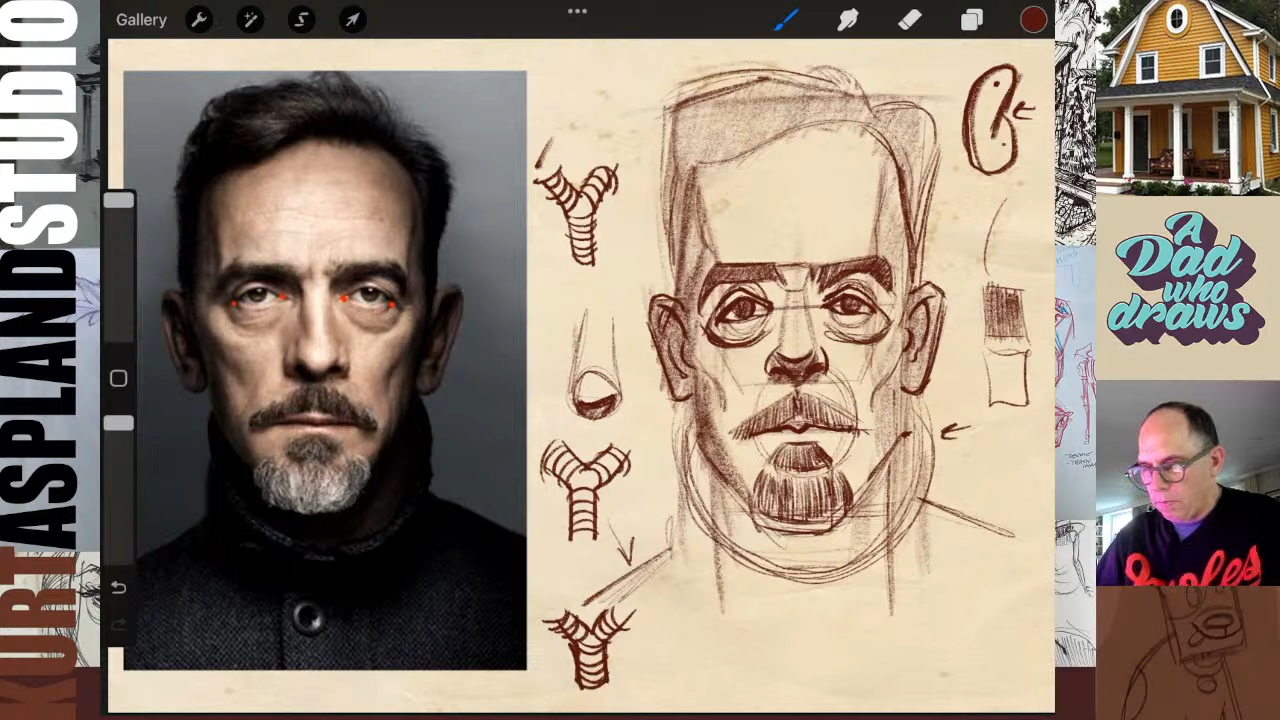 Gallery
KURT ASPLAND STUDIO
A
Dad
who
draws
Orioles